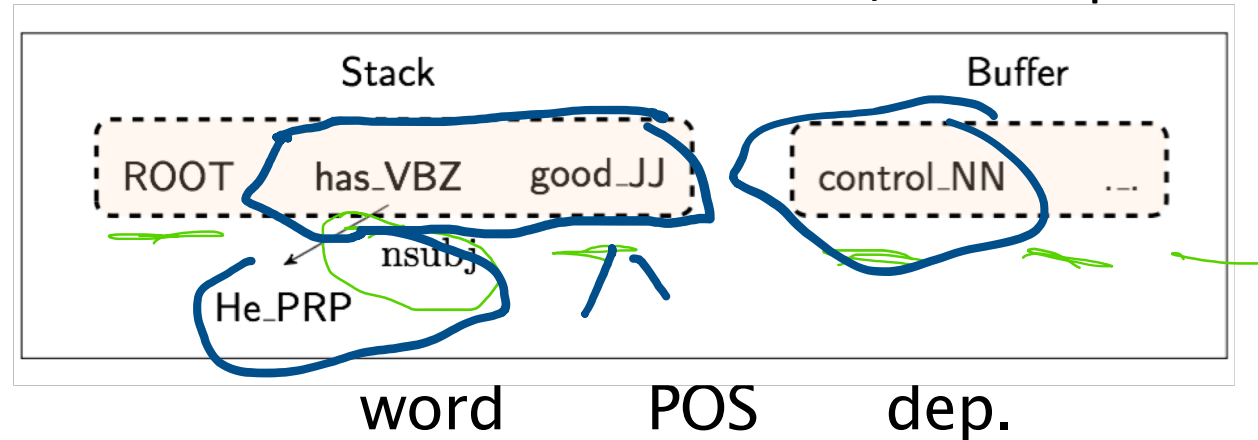 Stack Buffer
ROOT has_VBZ good_JJ control_NN ._.
nsubj
He_PRP
word POS dep.